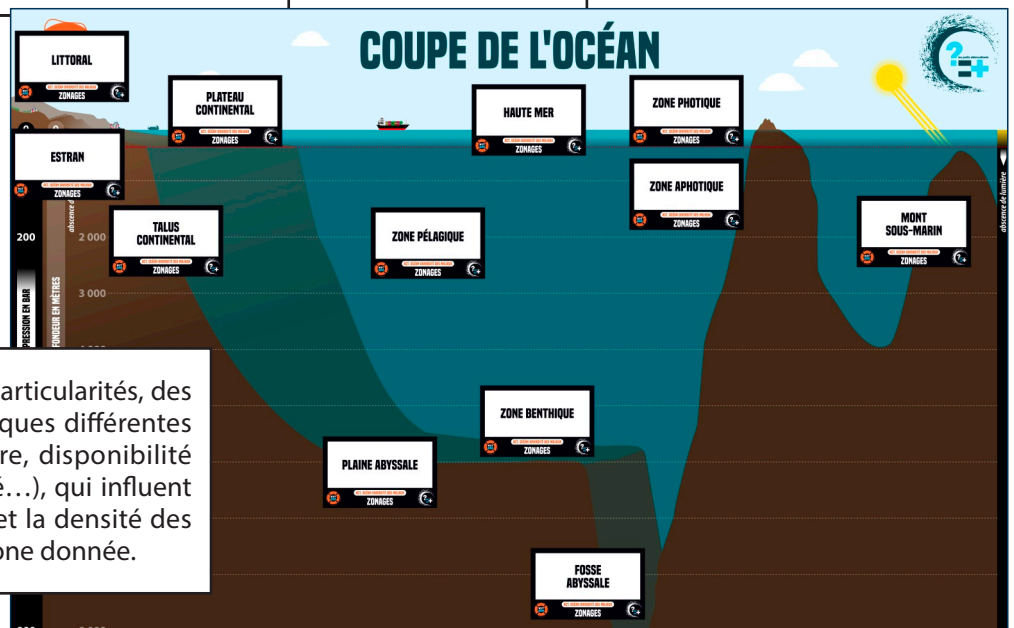 COUPE DE L'OCÉAN
LITTORAL
ZONAGES
PLATEAU
CONTINENTAL
ZONAGES
HAUTE MER
ZONAGES
ZONE PHOTIQUE
ZONAGES
ESTRAN
ZONAGES
ZONE APHOTIQUE
ZONAGES
TALUS
CONTINENTAL
ZONAGES
ZONE PÉLAGIQUE
ZONAGES
MONT
SOUS-MARIN
ZONAGES
absence de lumière
200
2 000
3 000
PRESSION EN BAR
FONDEUR EN MÈTRES
articularités, des
ques différentes
re, disponibilité
é…), qui influent
et la densité des
one donnée.
ZONE BENTHIQUE
ZONAGES
PLAINE ABYSSALE
ZONAGES
FOSSE
ABYSSALE
ZONAGES